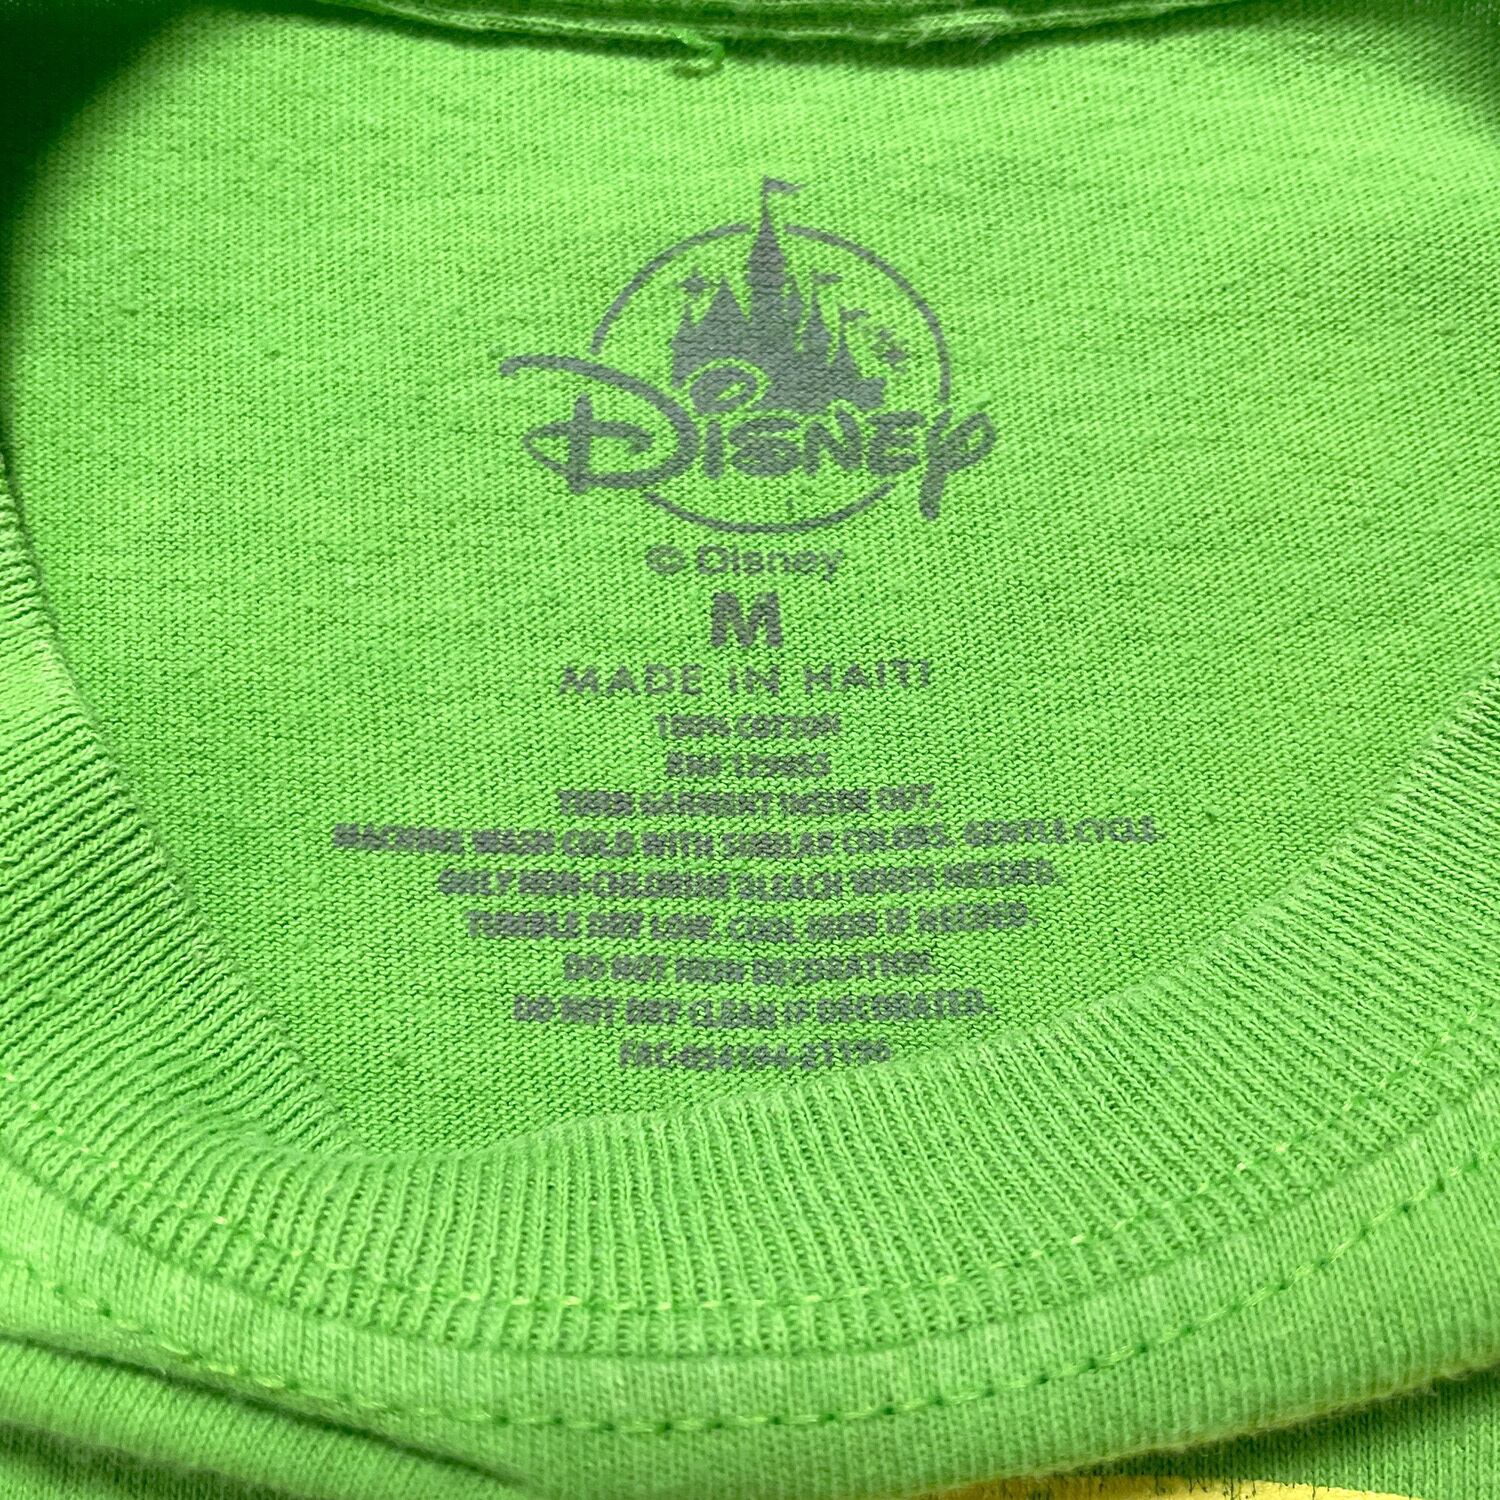 Disney
© Disney
M
MADE IN HAITI
100% COTTON
RN# 129455
TURN GARMENT INSIDE OUT.
MACHINE WASH COLD WITH SIMILAR COLORS. GENTLE CYCLE.
ONLY NON-CHLORINE BLEACH WHEN NEEDED.
TUMBLE DRY LOW. COOL IRON IF NEEDED.
DO NOT IRON DECORATION.
DO NOT DRY CLEAN IF DECORATED.